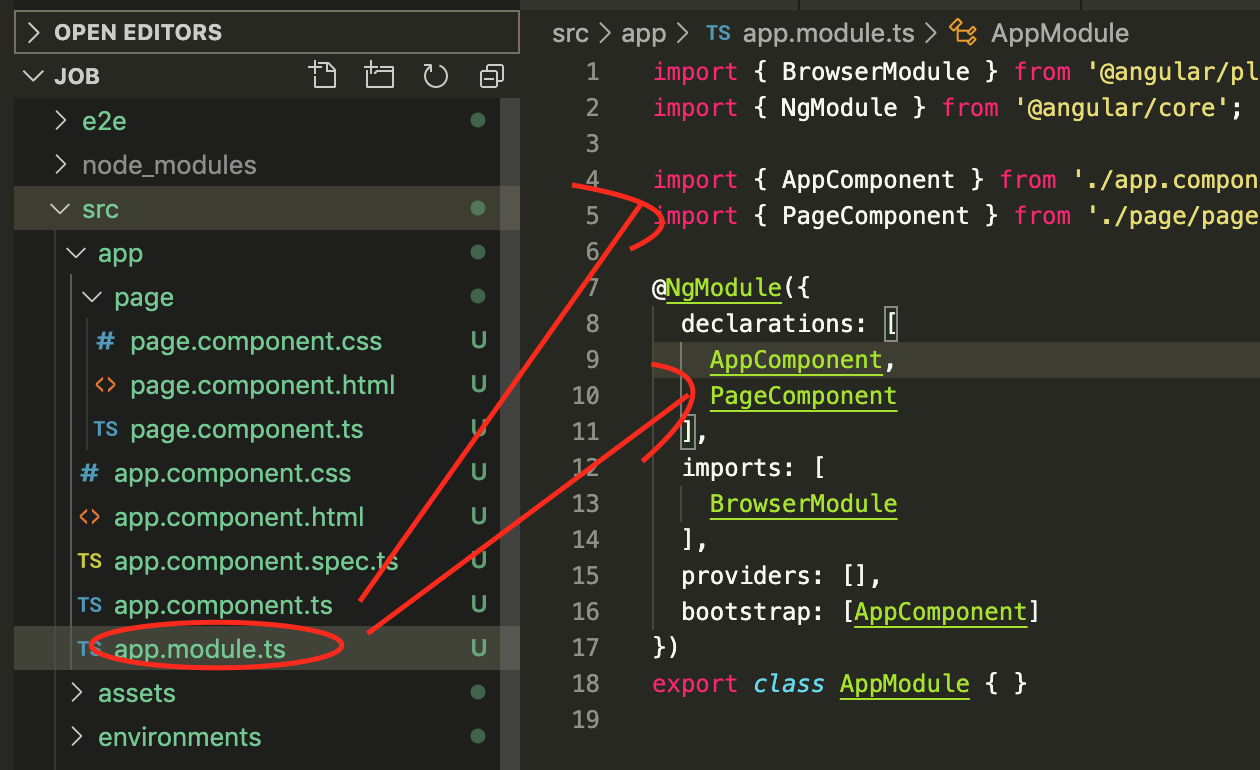 OPEN EDITORS
JOB
e2e
node_modules
src
app
page
# page.component.css U
<> page.component.html U
TS page.component.ts U
# app.component.css U
<> app.component.html U
TS app.component.spec.ts U
TS app.component.ts U
TS app.module.ts U
assets
environments
src > app > TS app.module.ts > AppModule
1 import { BrowserModule } from '@angular/pl
2 import { NgModule } from '@angular/core';
3
4 import { AppComponent } from './app.compon
5 import { PageComponent } from './page/page
6
7 @NgModule({
8 declarations: [
9 AppComponent,
10 PageComponent
11 ],
12 imports: [
13 BrowserModule
14 ],
15 providers: [],
16 bootstrap: [AppComponent]
17 })
18 export class AppModule { }
19